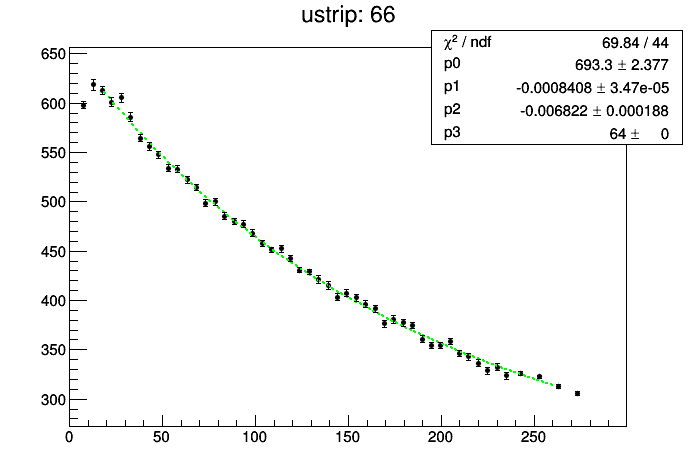 ustrip: 66
χ² / ndf 69.84 / 44
p0 693.3 ± 2.377
p1 -0.0008408 ± 3.47e-05
p2 -0.006822 ± 0.000188
p3 64 ± 0
650
600
550
500
450
400
350
300
0 50 100 150 200 250